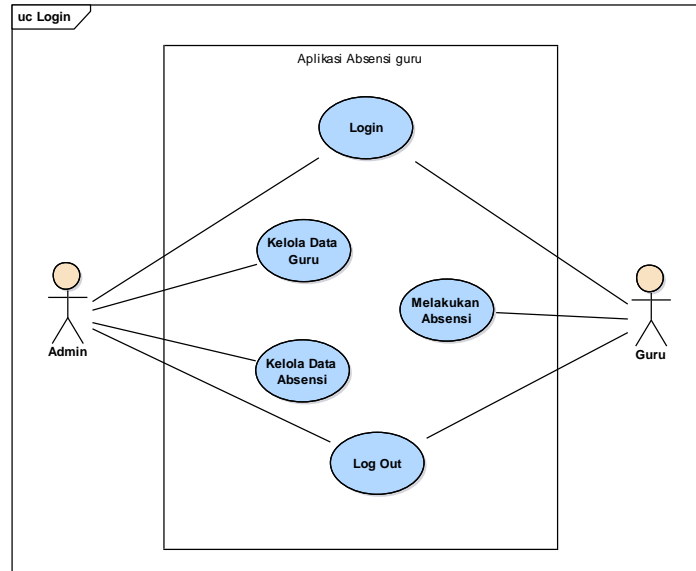 uc Login
Aplikasi Absensi guru
Login
Kelola Data
Guru
Melakukan
Absensi
Admin
Guru
Kelola Data
Absensi
Log Out